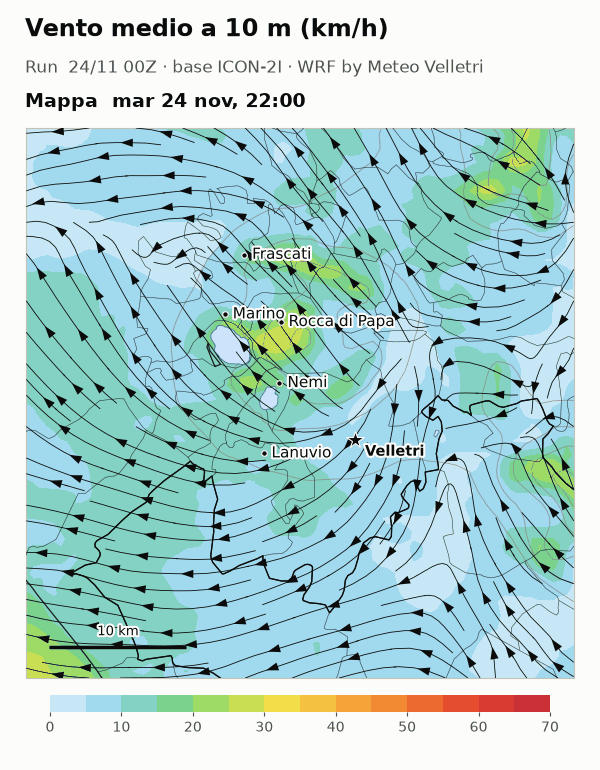 Vento medio a 10 m (km/h)
Run  24/11 00Z · base ICON-2I · WRF by Meteo Velletri
Mappa  mar 24 nov, 22:00
Frascati
Marino
Rocca di Papa
Nemi
Velletri
Lanuvio
10 km
0 10 20 30 40 50 60 70